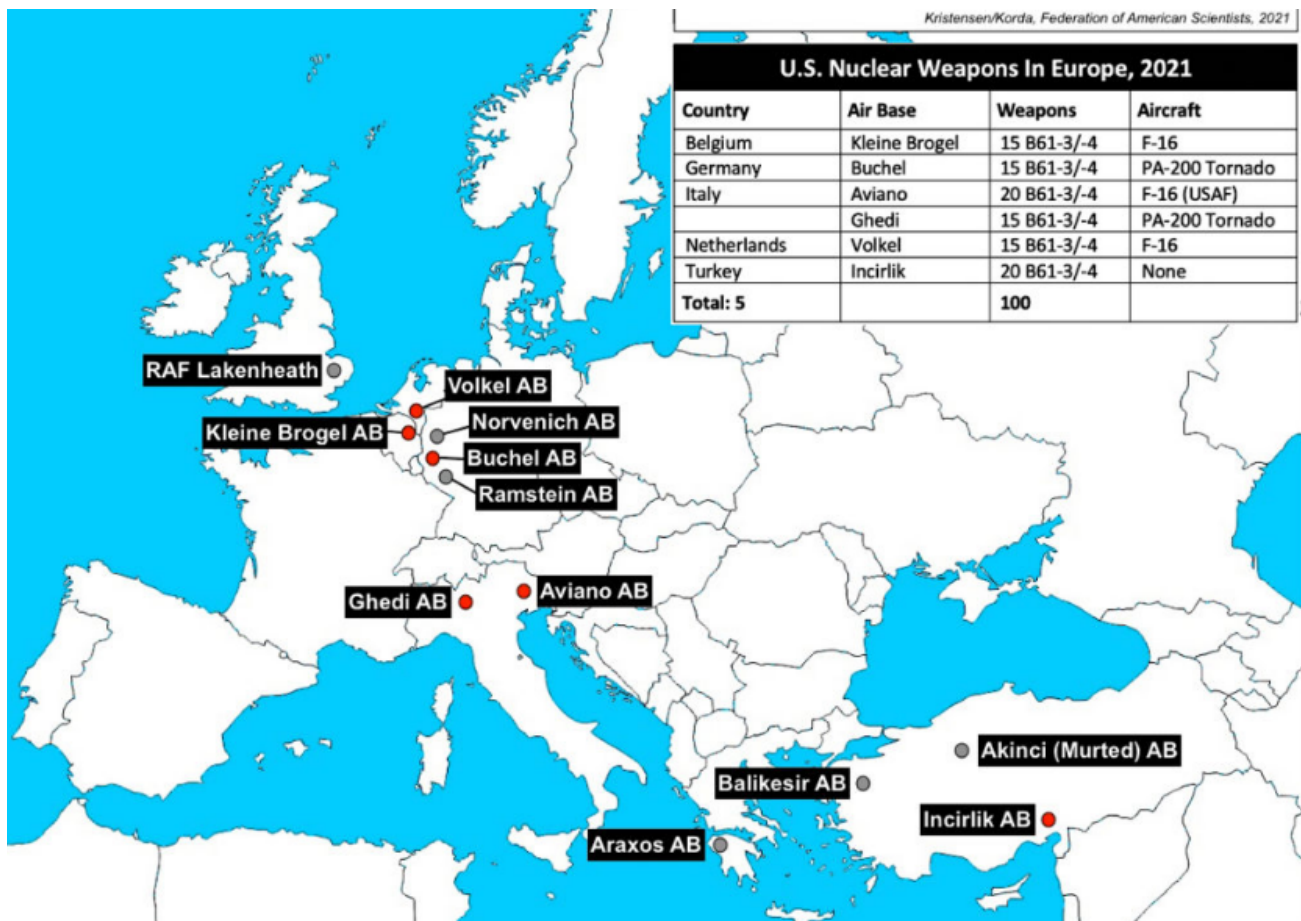 Kristensen/Korda, Federation of American Scientists, 2021
U.S. Nuclear Weapons In Europe, 2021
Country Air Base Weapons Aircraft
Belgium Kleine Brogel 15 B61-3/-4 F-16
Germany Buchel 15 B61-3/-4 PA-200 Tornado
Italy Aviano 20 B61-3/-4 F-16 (USAF)
Ghedi 15 B61-3/-4 PA-200 Tornado
Netherlands Volkel 15 B61-3/-4 F-16
Turkey Incirlik 20 B61-3/-4 None
Total: 5 100
RAF Lakenheath
Volkel AB
Norvenich AB
Kleine Brogel AB
Buchel AB
Ramstein AB
Aviano AB
Ghedi AB
Akinci (Murted) AB
Balikesir AB
Incirlik AB
Araxos AB